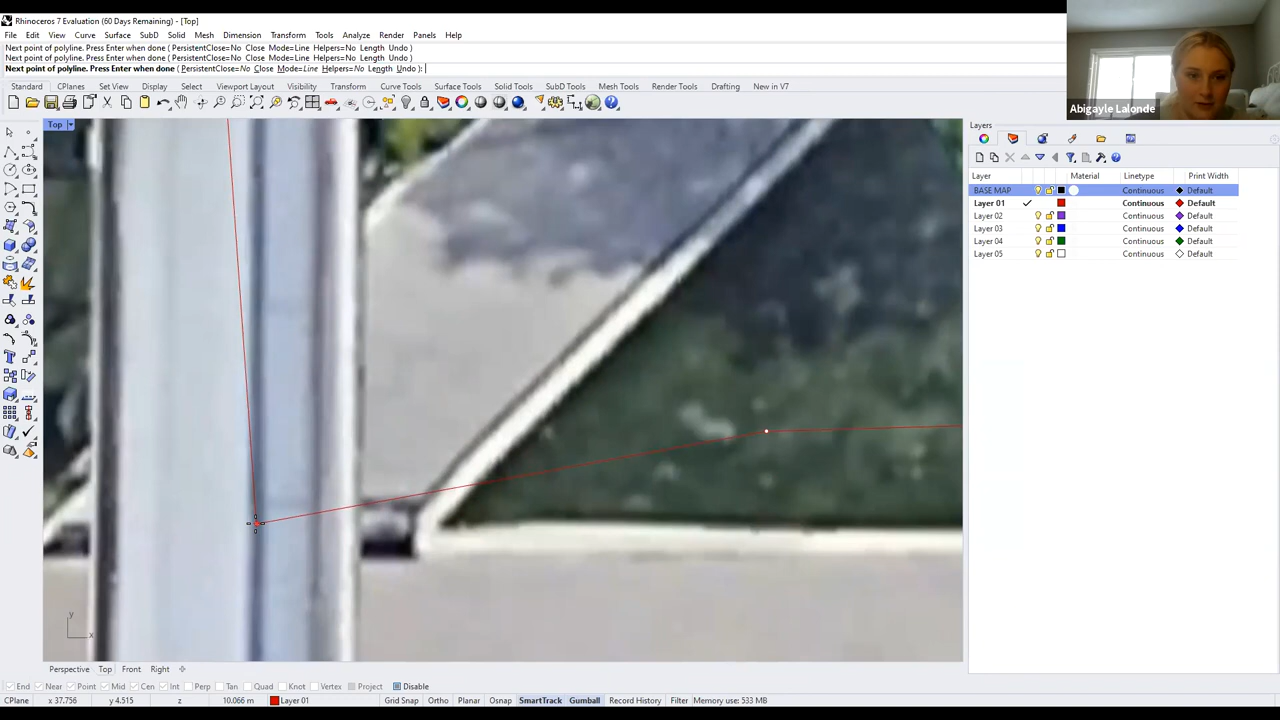 Rhinoceros 7 Evaluation (60 Days Remaining) - [Top]
File Edit View Curve Surface SubD Solid Mesh Dimension Transform Tools Analyze Render Panels Help
Next point of polyline. Press Enter when done ( PersistentClose=No Close Mode=Line Helpers=No Length Undo )
Next point of polyline. Press Enter when done ( PersistentClose=No Close Mode=Line Helpers=No Length Undo )
Next point of polyline. Press Enter when done ( PersistentClose=No Close Mode=Line Helpers=No Length Undo ):
Standard CPlanes Set View Display Select Viewport Layout Visibility Transform Curve Tools Surface Tools Solid Tools SubD Tools Mesh Tools Render Tools Drafting New in V7
Abigayle Lalonde
Top
Layers
Layer Material Linetype Print Width
BASE MAP Continuous Default
Layer 01 Continuous Default
Layer 02 Continuous Default
Layer 03 Continuous Default
Layer 04 Continuous Default
Layer 05 Continuous Default
y
x
Perspective Top Front Right
End Near Point Mid Cen Int Perp Tan Quad Knot Vertex Project Disable
CPlane x 37.756 y 4.515 z 10.066 m Layer 01 Grid Snap Ortho Planar Osnap SmartTrack Gumball Record History Filter Memory use: 533 MB